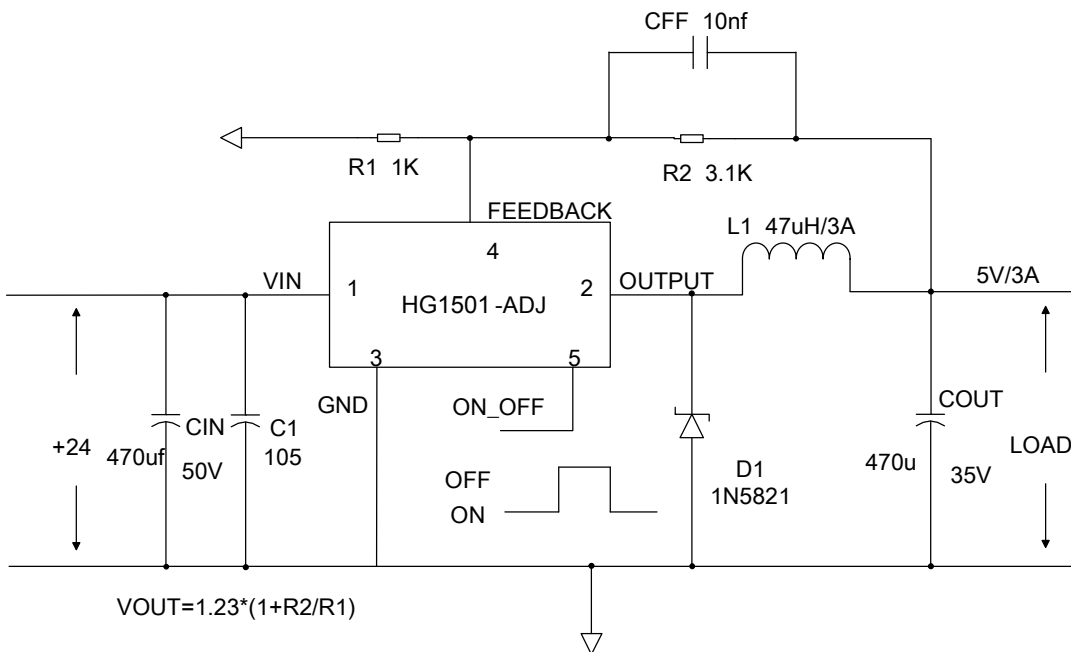 CFF 10nf
R1 1K
R2 3.1K
FEEDBACK
L1 47uH/3A
4
VIN
OUTPUT
5V/3A
1
HG1501-ADJ
2
3
5
GND
ON_OFF
COUT
CIN
C1
+24
470uf
50V
105
D1
1N5821
470u
35V
LOAD
OFF
ON
VOUT=1.23*(1+R2/R1)